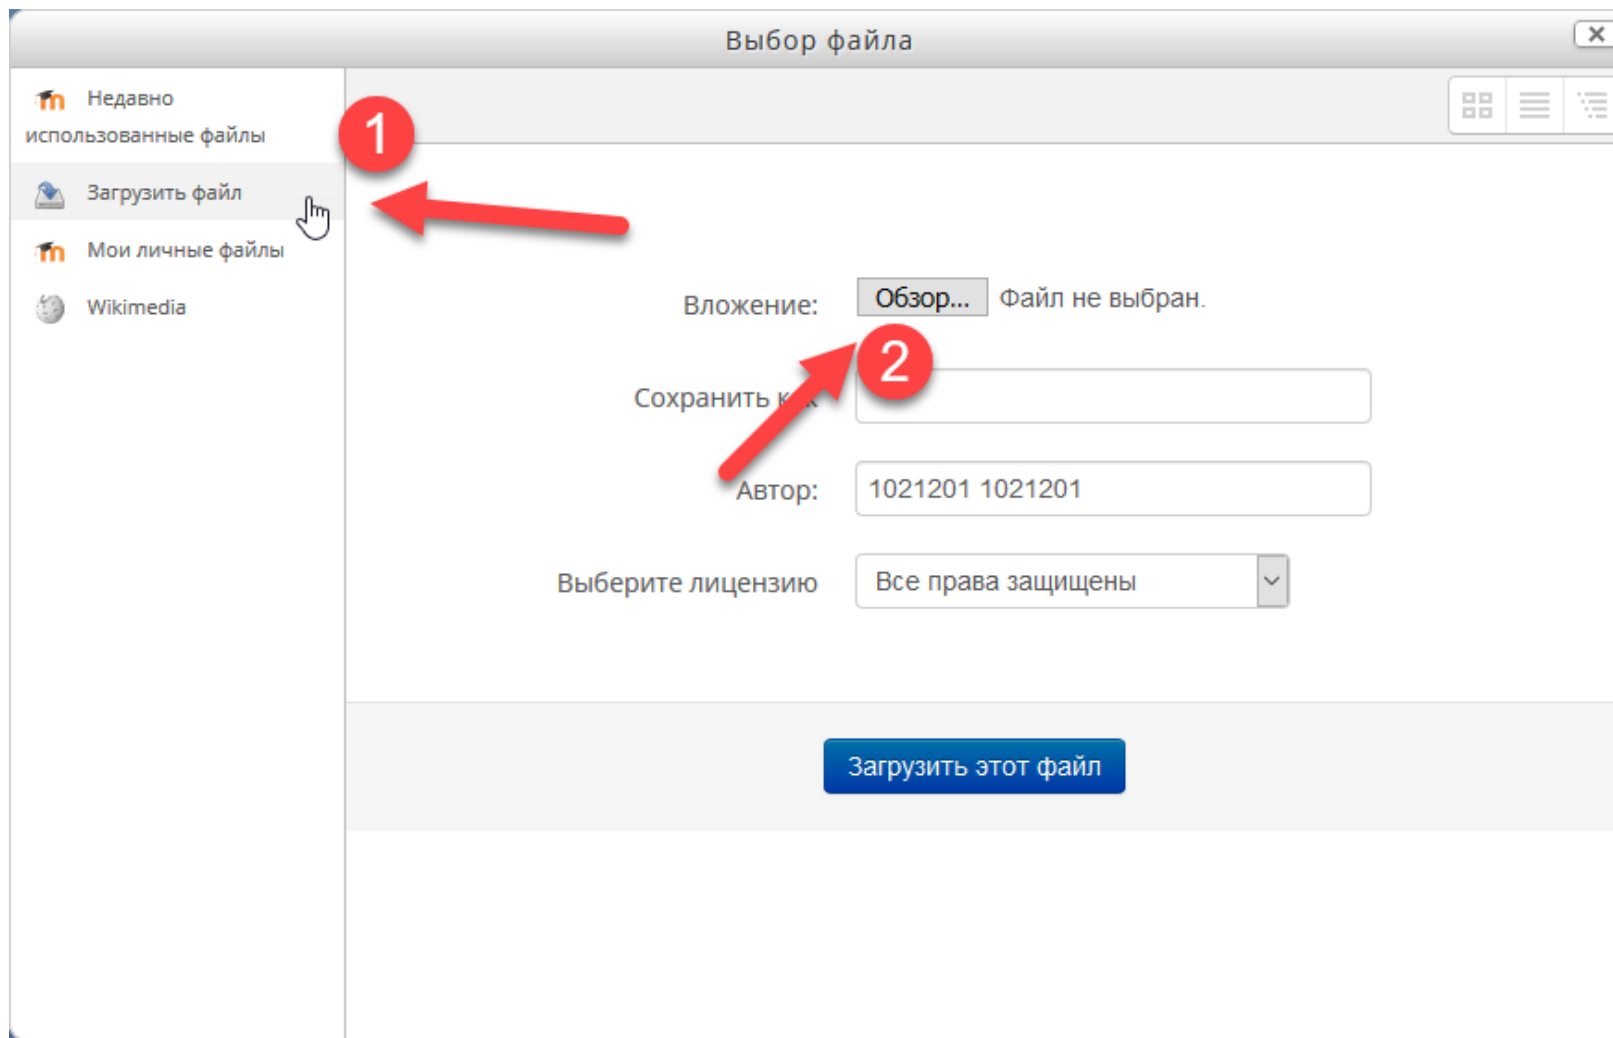 Выбор файла
Недавно
использованные файлы
1
Загрузить файл
Мои личные файлы
Wikimedia
Вложение:
Обзор... Файл не выбран.
2
Сохранить как
Автор:
1021201 1021201
Выберите лицензию
Все права защищены
Загрузить этот файл